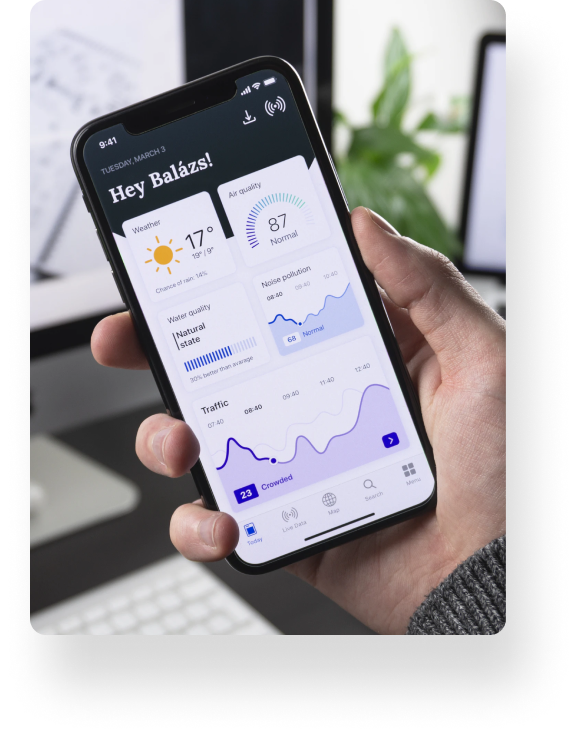 9:41
TUESDAY, MARCH 3
Hey Balázs!
Weather
17°
19° / 9°
Chance of rain: 14%
Air quality
87
Normal
Water quality
Natural
state
30% better than avarage
Noise pollution
08:40 09:40 10:40
68 Normal
Traffic
07:40 08:40 09:40 11:40 12:40
23 Crowded
Today Live Data Map Search Menu